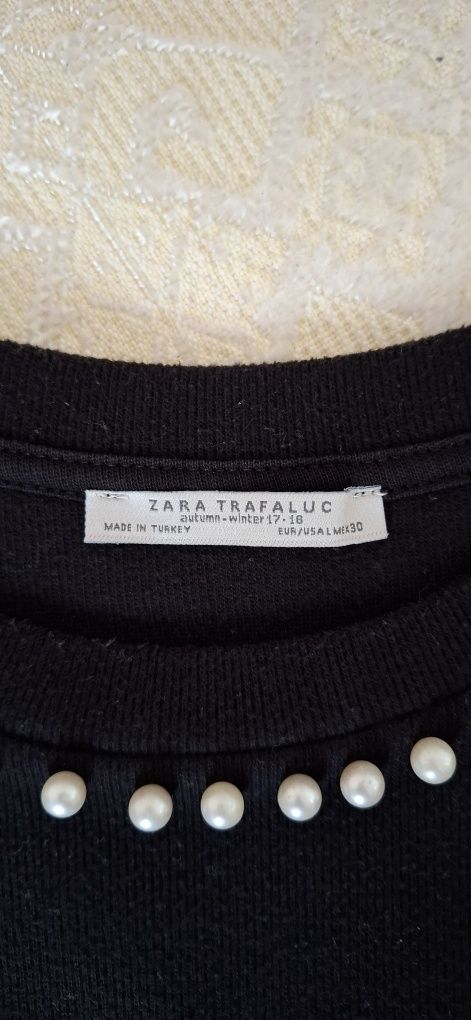 ZARA TRAFALUC
autumn-winter 17-18
MADE IN TURKEY EUR/USA L MEX 30